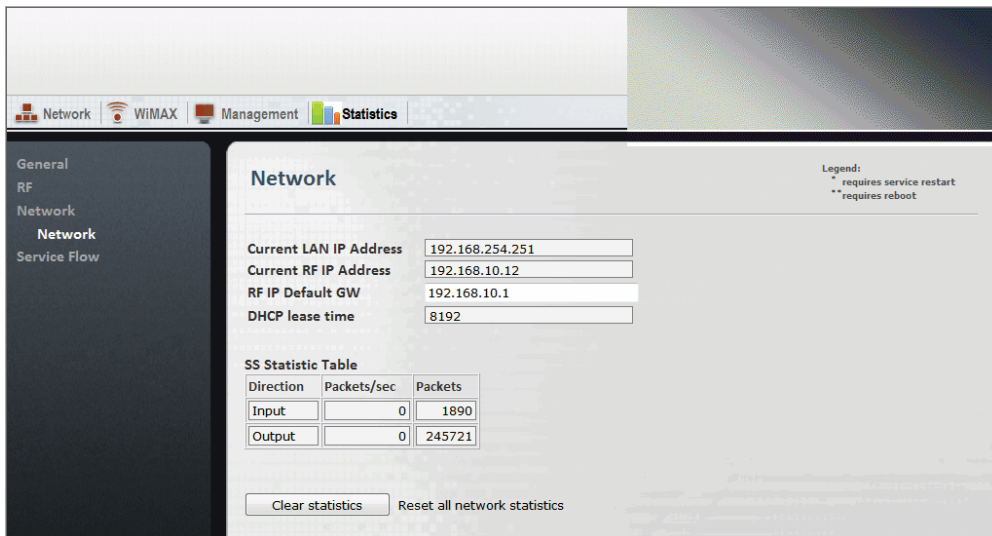 Network WiMAX Management Statistics
General
RF
Network
Network
Service Flow
Network
Legend:
* requires service restart
** requires reboot
Current LAN IP Address 192.168.254.251
Current RF IP Address 192.168.10.12
RF IP Default GW 192.168.10.1
DHCP lease time 8192
SS Statistic Table
Direction Packets/sec Packets
Input 0 1890
Output 0 245721
Clear statistics Reset all network statistics